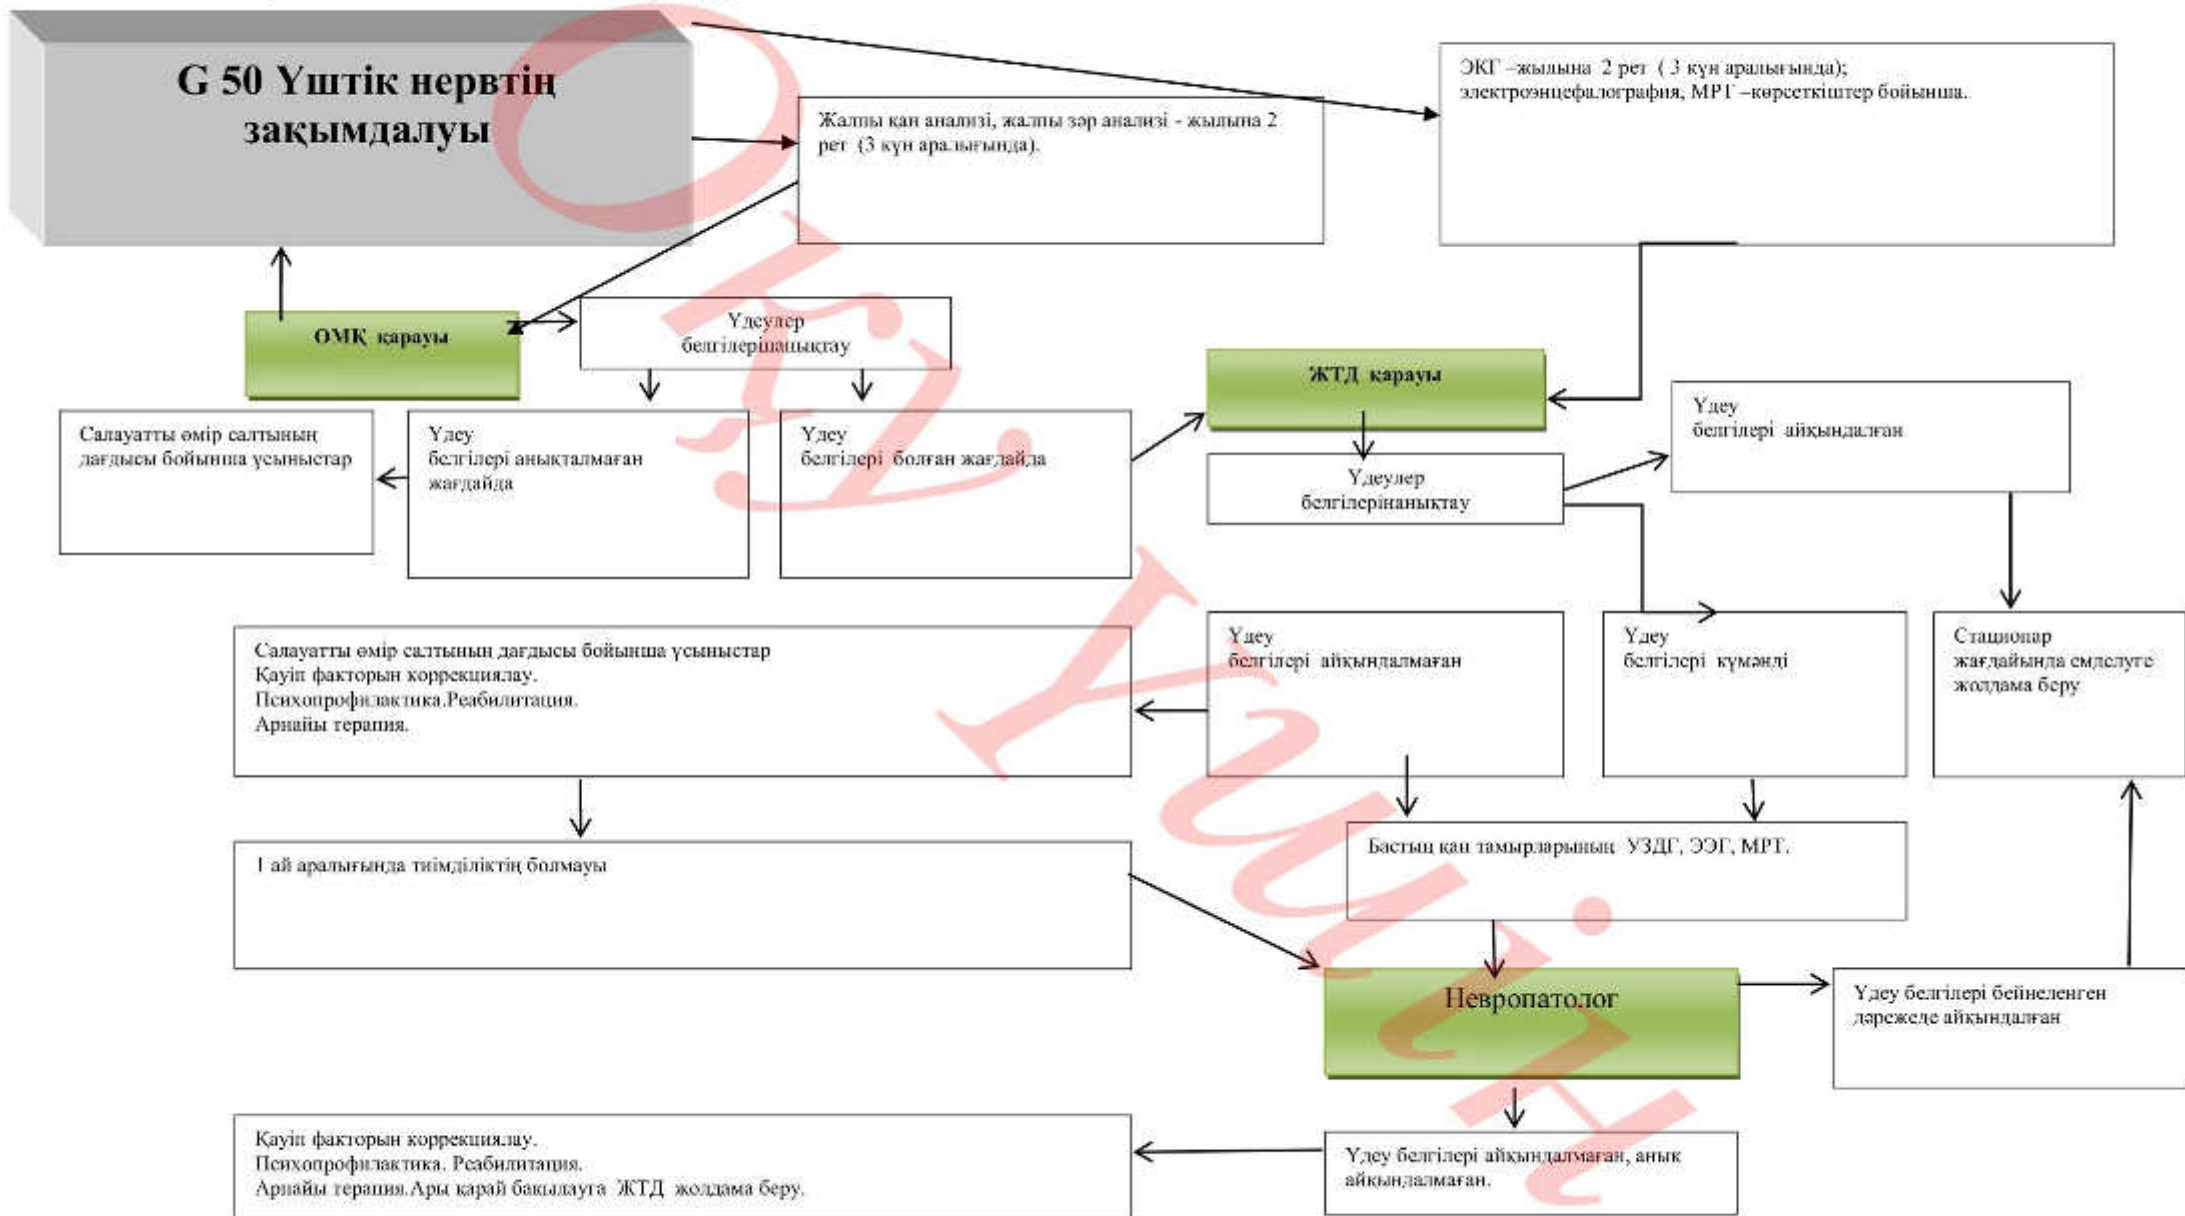 G 50 Үштік нервтің
зақымдалуы
ЭКГ –жылына 2 рет ( 3 күн аралығында);
электроэнцефалография, МРТ –көрсеткіштер бойынша.
Жалпы қан анализі, жалпы зәр анализі - жылына 2
рет (3 күн аралығында).
ӨМҚ қарауы
Үдеулер
белгілерінанықтау
ЖТД қарауы
Үдеу
белгілері айқындалған
Салауатты өмір салтының
дағдысы бойынша ұсыныстар
Үдеу
белгілері анықталмаған
жағдайда
Үдеу
белгілері болған жағдайда
Үдеулер
белгілерінанықтау
Салауатты өмір салтының дағдысы бойынша ұсыныстар
Қауіп факторын коррекциялау.
Психопрофилактика.Реабилитация.
Арнайы терапия.
Үдеу
белгілері айқындалмаған
Үдеу
белгілері күмәнді
Стационар
жағдайында емделуге
жолдама беру
1 ай аралығында тиімділіктің болмауы
Бастың қан тамырларының УЗДГ, ЭЭГ, МРТ.
Невропатолог
Үдеу белгілері бейнеленген
дәрежеде айқындалған
Қауіп факторын коррекциялау.
Психопрофилактика. Реабилитация.
Арнайы терапия.Ары қарай бақылауға ЖТД жолдама беру.
Үдеу белгілері айқындалмаған, анық
айқындалмаған.
Оқу Үшін